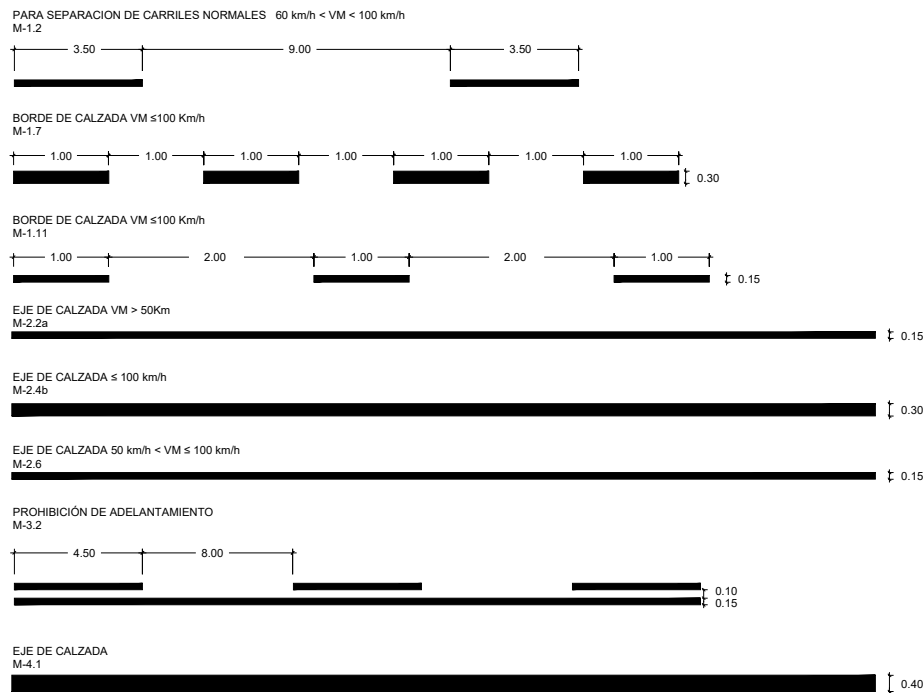 PARA SEPARACION DE CARRILES NORMALES 60 km/h < VM < 100 km/h
M-1.2
3.50 9.00 3.50
BORDE DE CALZADA VM ≤100 Km/h
M-1.7
1.00 1.00 1.00 1.00 1.00 1.00 1.00
0.30
BORDE DE CALZADA VM ≤100 Km/h
M-1.11
1.00 2.00 1.00 2.00 1.00
0.15
EJE DE CALZADA VM > 50Km
M-2.2a
0.15
EJE DE CALZADA ≤ 100 km/h
M-2.4b
0.30
EJE DE CALZADA 50 km/h < VM ≤ 100 km/h
M-2.6
0.15
PROHIBICIÓN DE ADELANTAMIENTO
M-3.2
4.50 8.00
0.10
0.15
EJE DE CALZADA
M-4.1
0.40